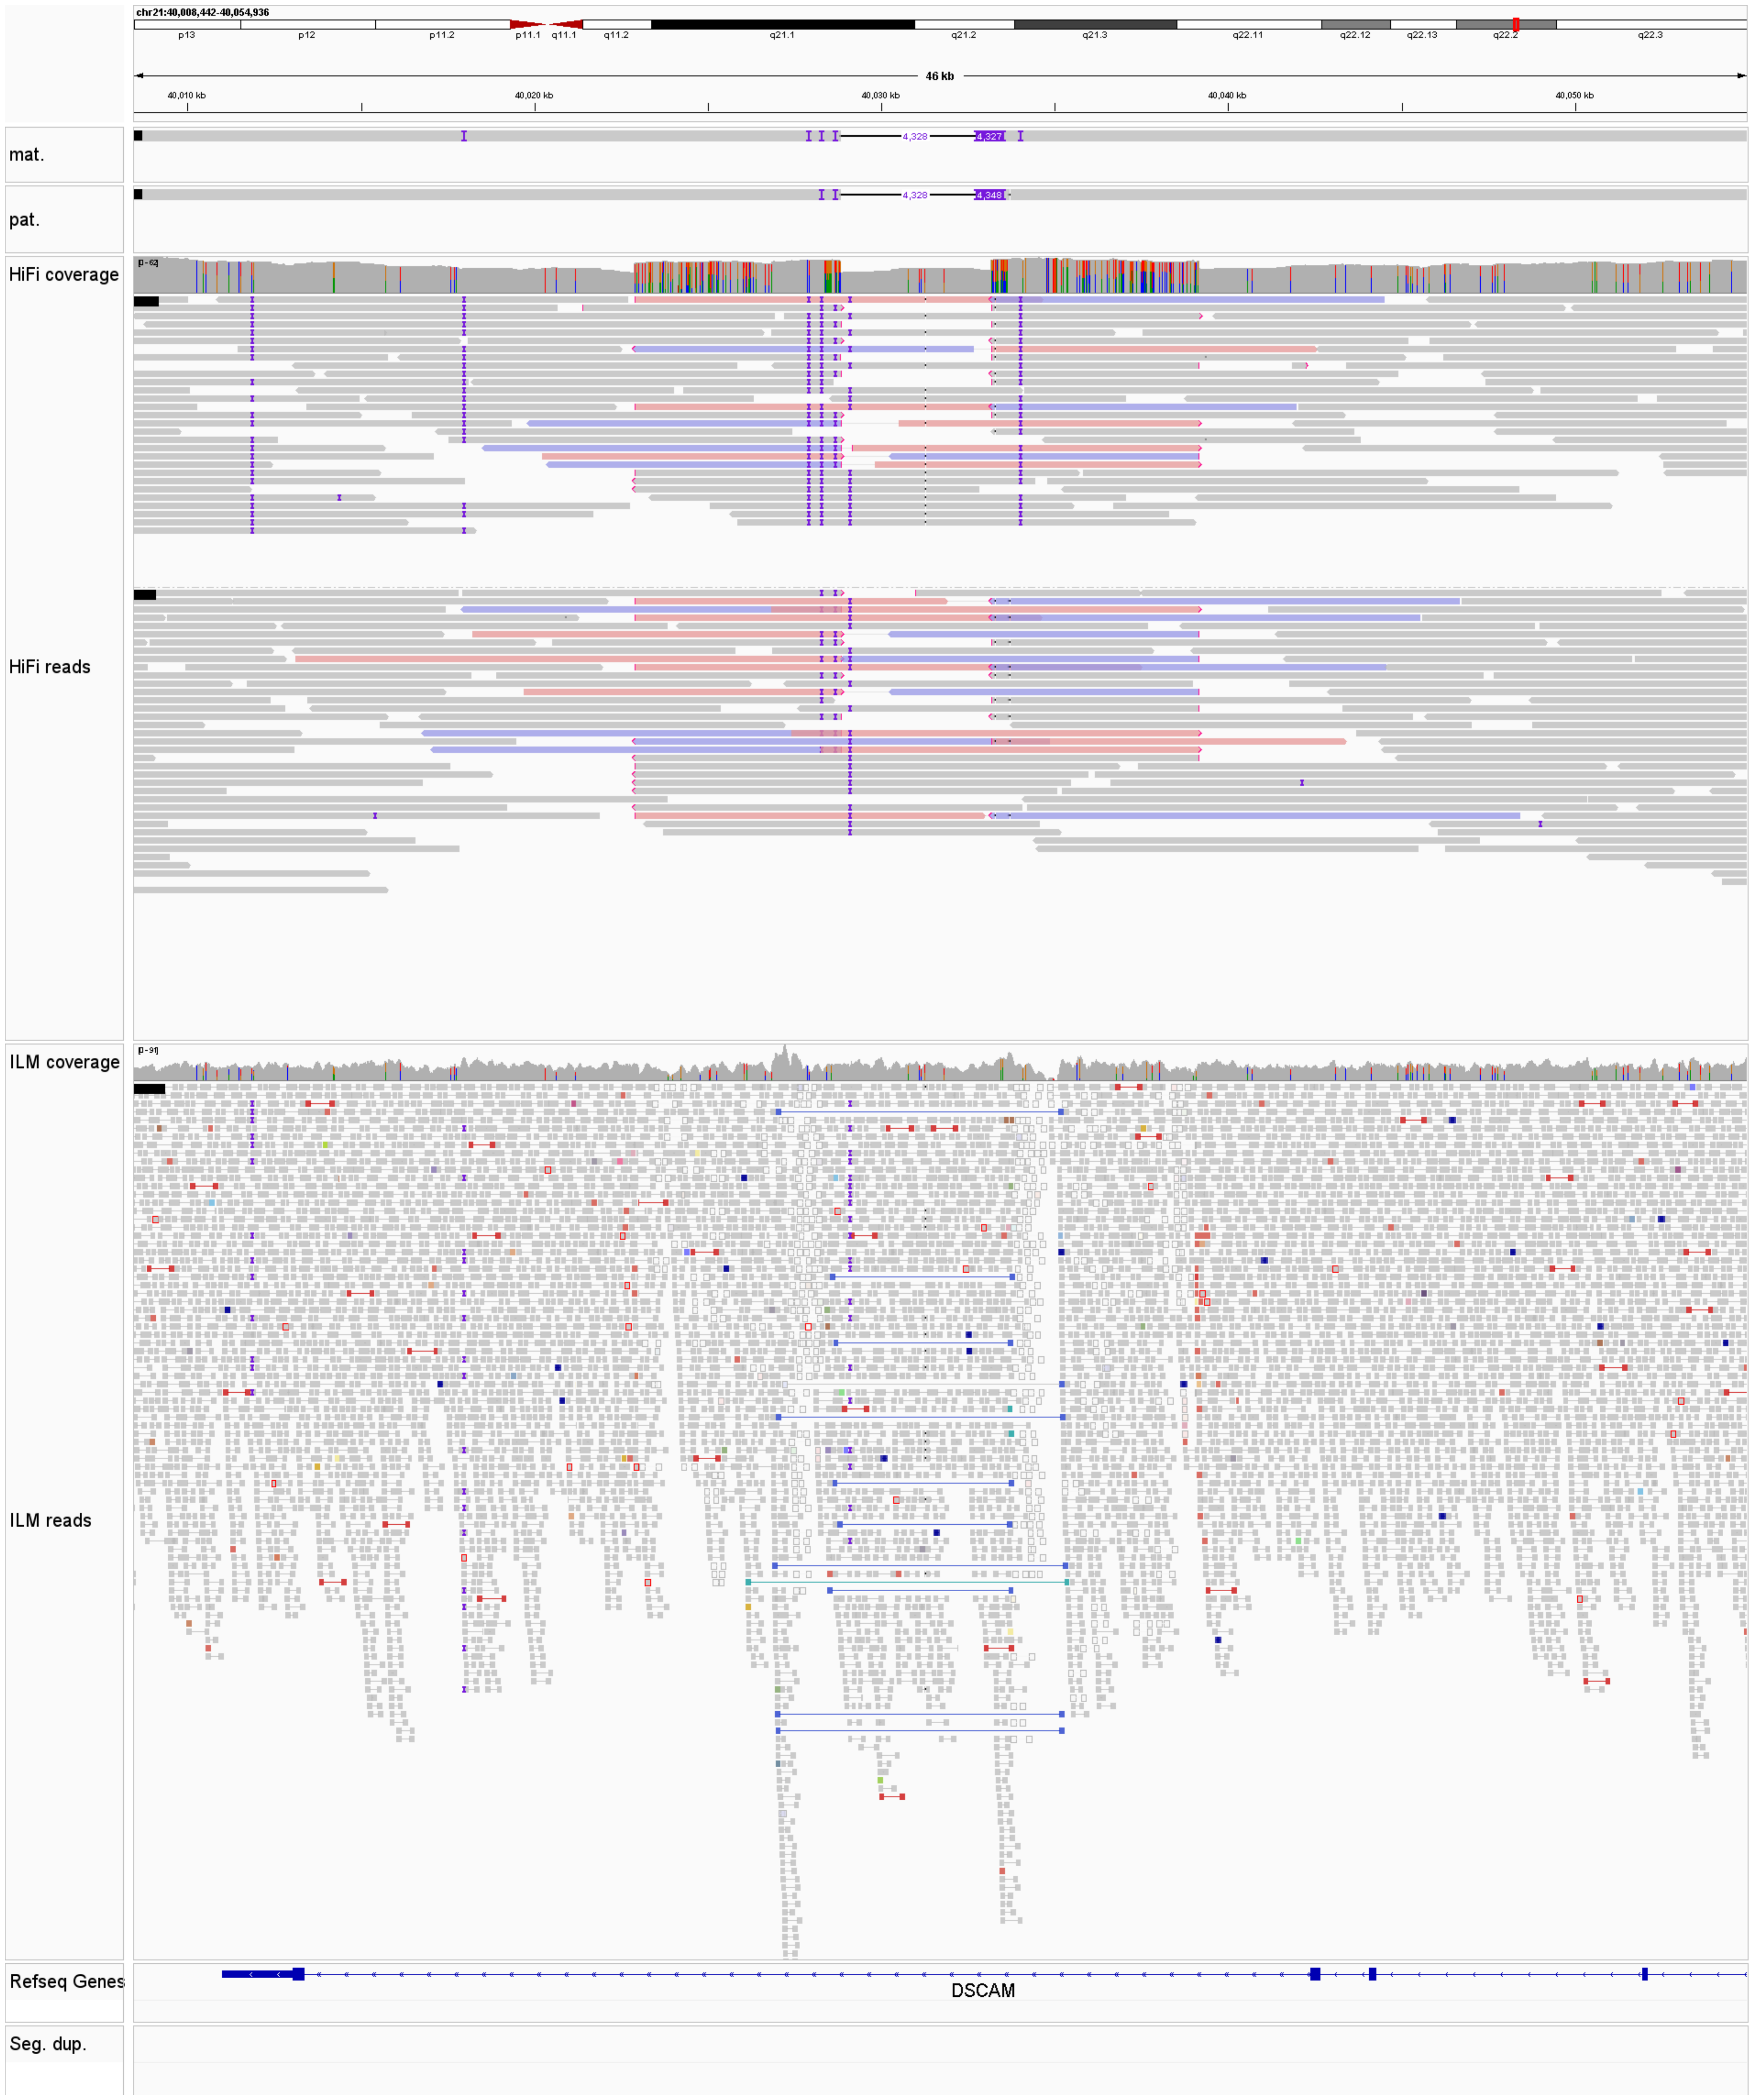 chr21:40,008,442-40,054,936
p13 p12 p11.2 p11.1 q11.1 q11.2 q21.1 q21.2 q21.3 q22.11 q22.12 q22.13 q22.2 q22.3
46 kb
40,010 kb 40,020 kb 40,030 kb 40,040 kb 40,050 kb
mat.
4,328 4,327
pat.
4,328 4,348
HiFi coverage
[0-62]
HiFi reads
ILM coverage
[0-91]
ILM reads
Refseq Genes
DSCAM
Seg. dup.